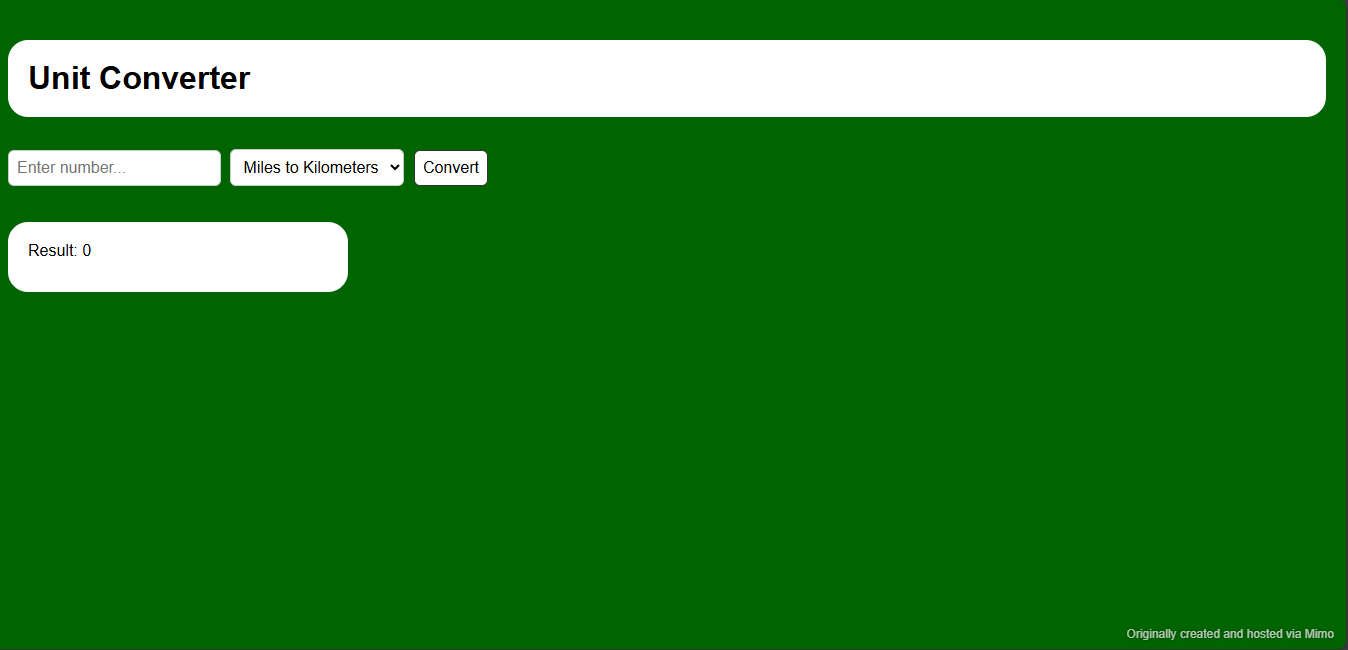 Unit Converter
Enter number...
Miles to Kilometers
Convert
Result: 0
Originally created and hosted via Mimo